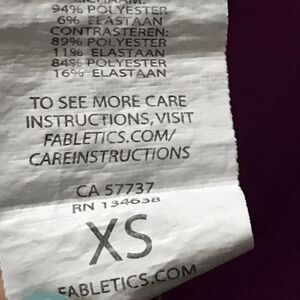 LICHAAM:
94% POLYESTER
6% ELASTAAN
CONTRASTEREN:
89% POLYESTER
11% ELASTAAN
84% POLYESTER
16% ELASTAAN
TO SEE MORE CARE
INSTRUCTIONS, VISIT
FABLETICS.COM/
CAREINSTRUCTIONS
CA 57737
RN 134638
XS
FABLETICS.COM